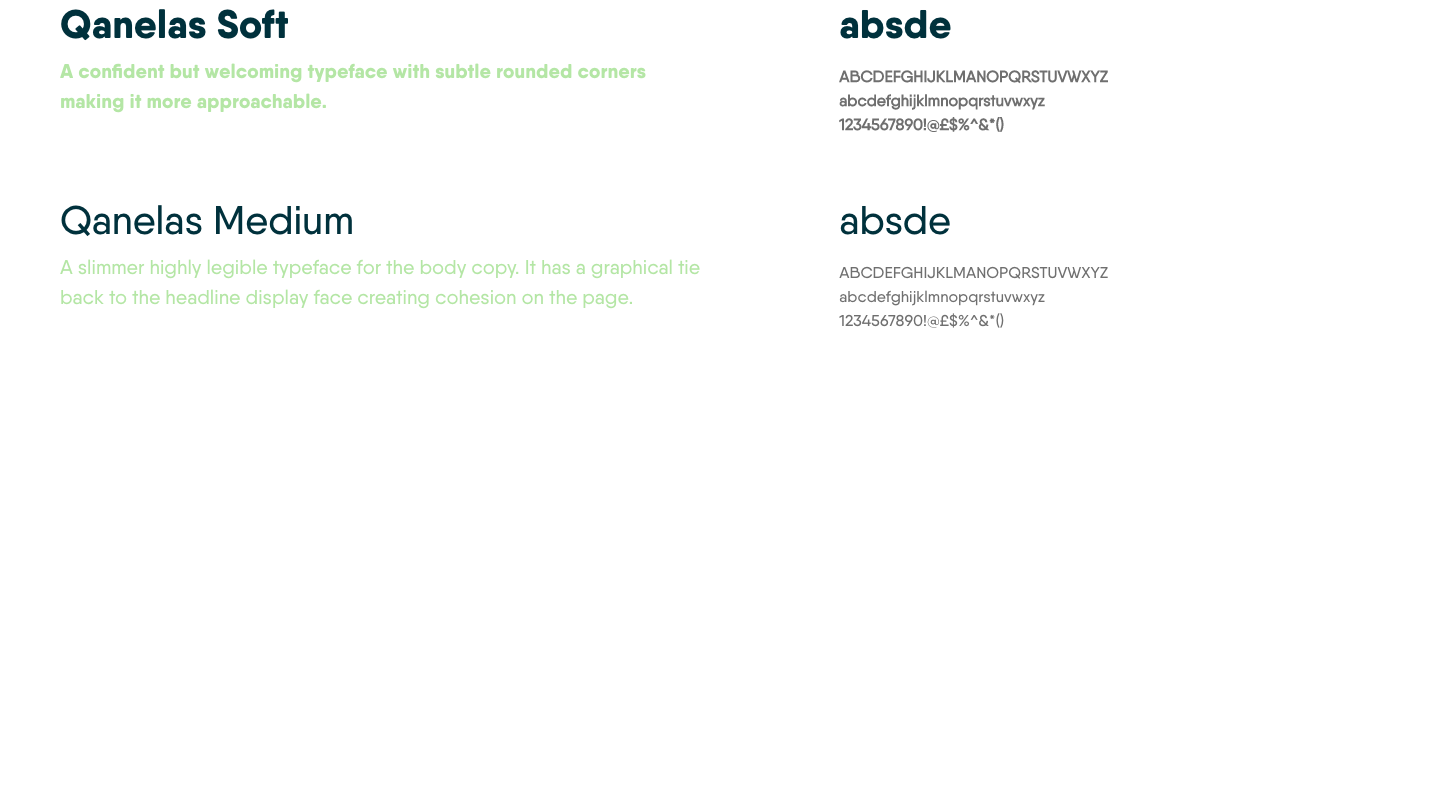 Qanelas Soft
A confident but welcoming typeface with subtle rounded corners
making it more approachable.
absde
ABCDEFGHIJKLMANOPQRSTUVWXYZ
abcdefghijklmnopqrstuvwxyz
1234567890!@£$%^&*()
Qanelas Medium
A slimmer highly legible typeface for the body copy. It has a graphical tie
back to the headline display face creating cohesion on the page.
absde
ABCDEFGHIJKLMANOPQRSTUVWXYZ
abcdefghijklmnopqrstuvwxyz
1234567890!@£$%^&*()